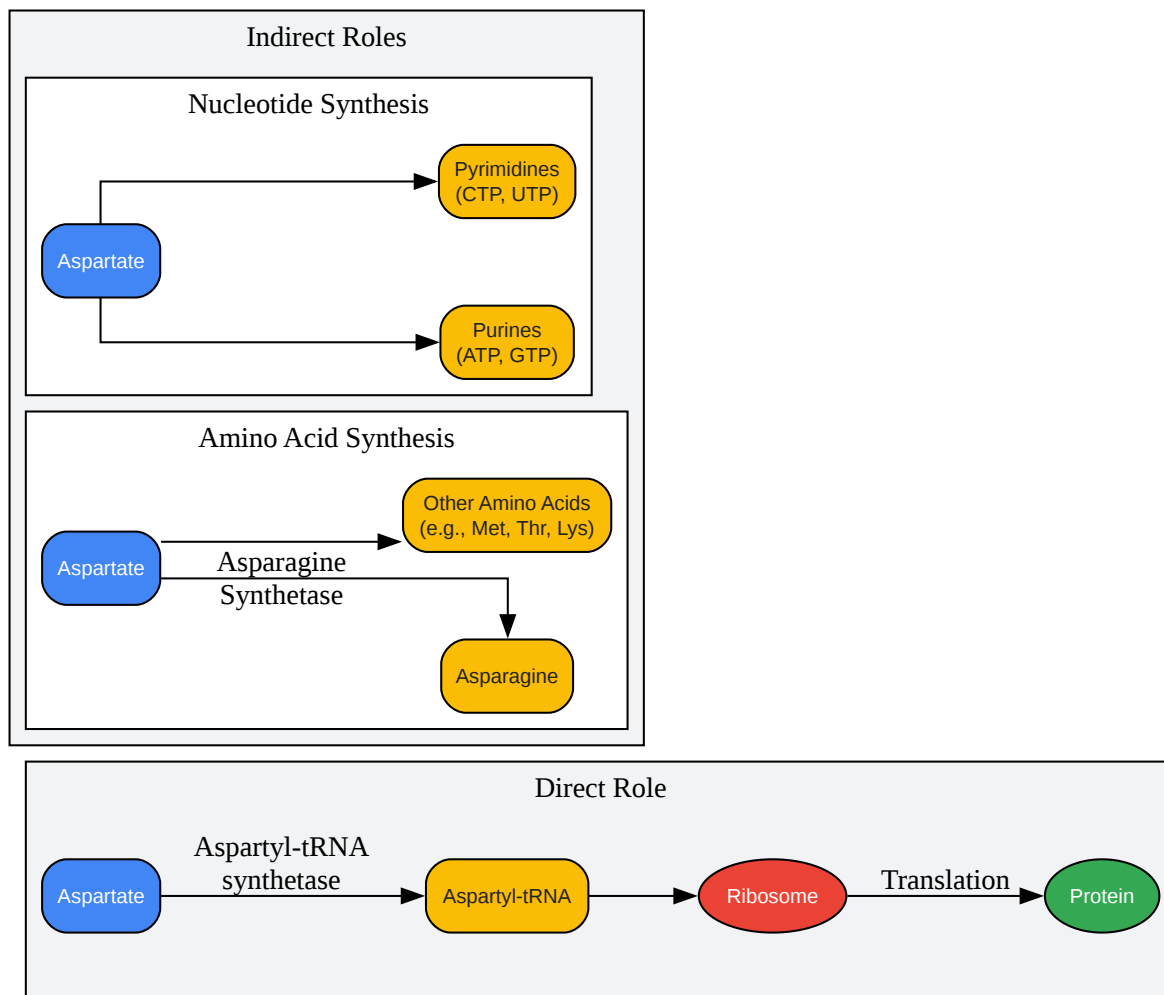 Indirect Roles
Nucleotide Synthesis
Pyrimidines
(CTP, UTP)
Aspartate
Purines
(ATP, GTP)
Amino Acid Synthesis
Other Amino Acids
(e.g., Met, Thr, Lys)
Aspartate
Asparagine
Synthetase
Asparagine
Direct Role
Aspartate
Aspartyl-tRNA
synthetase
Aspartyl-tRNA
Ribosome
Translation
Protein